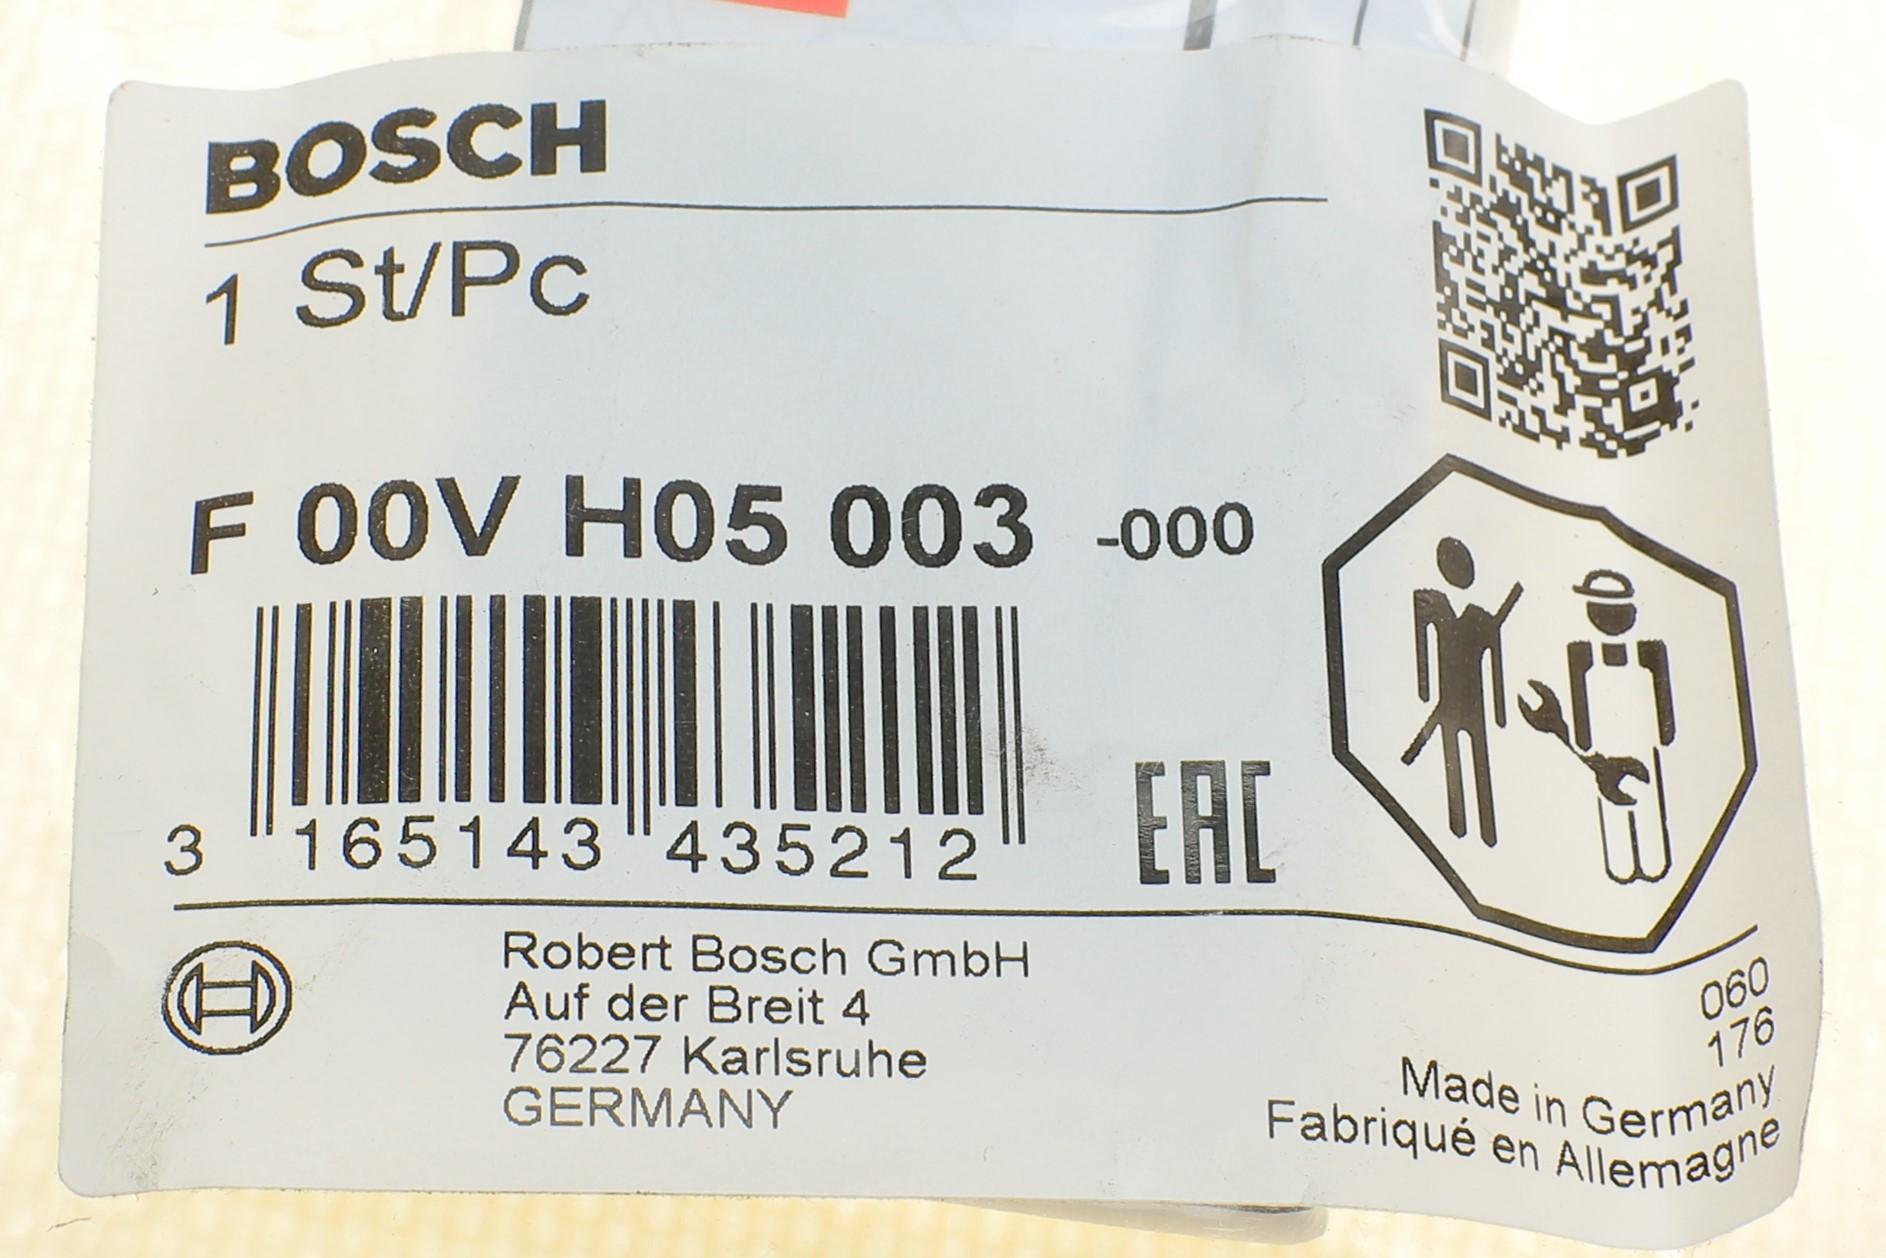 BOSCH
1 St/Pc
F 00V H05 003 -000
3 165143 435212
EAC
Robert Bosch GmbH
Auf der Breit 4
76227 Karlsruhe
GERMANY
060
176
Made in Germany
Fabriqué en Allemagne